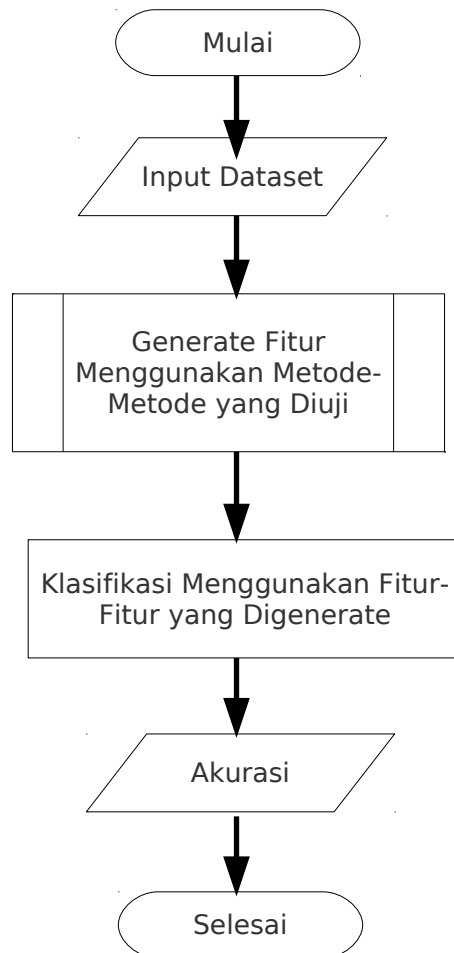 Mulai
Input Dataset
Generate Fitur
Menggunakan Metode-
Metode yang Diuji
Klasifikasi Menggunakan Fitur-
Fitur yang Digenerate
Akurasi
Selesai